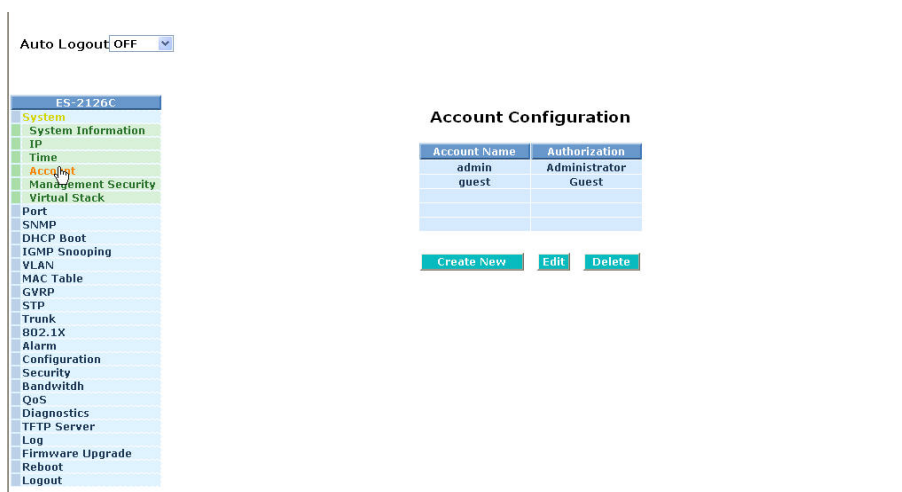 Auto Logout OFF
ES-2126C
System
System Information
IP
Time
Account
Management Security
Virtual Stack
Port
SNMP
DHCP Boot
IGMP Snooping
VLAN
MAC Table
GVRP
STP
Trunk
802.1X
Alarm
Configuration
Security
Bandwitdh
QoS
Diagnostics
TFTP Server
Log
Firmware Upgrade
Reboot
Logout
Account Configuration
Account Name Authorization
admin Administrator
guest Guest
Create New Edit Delete